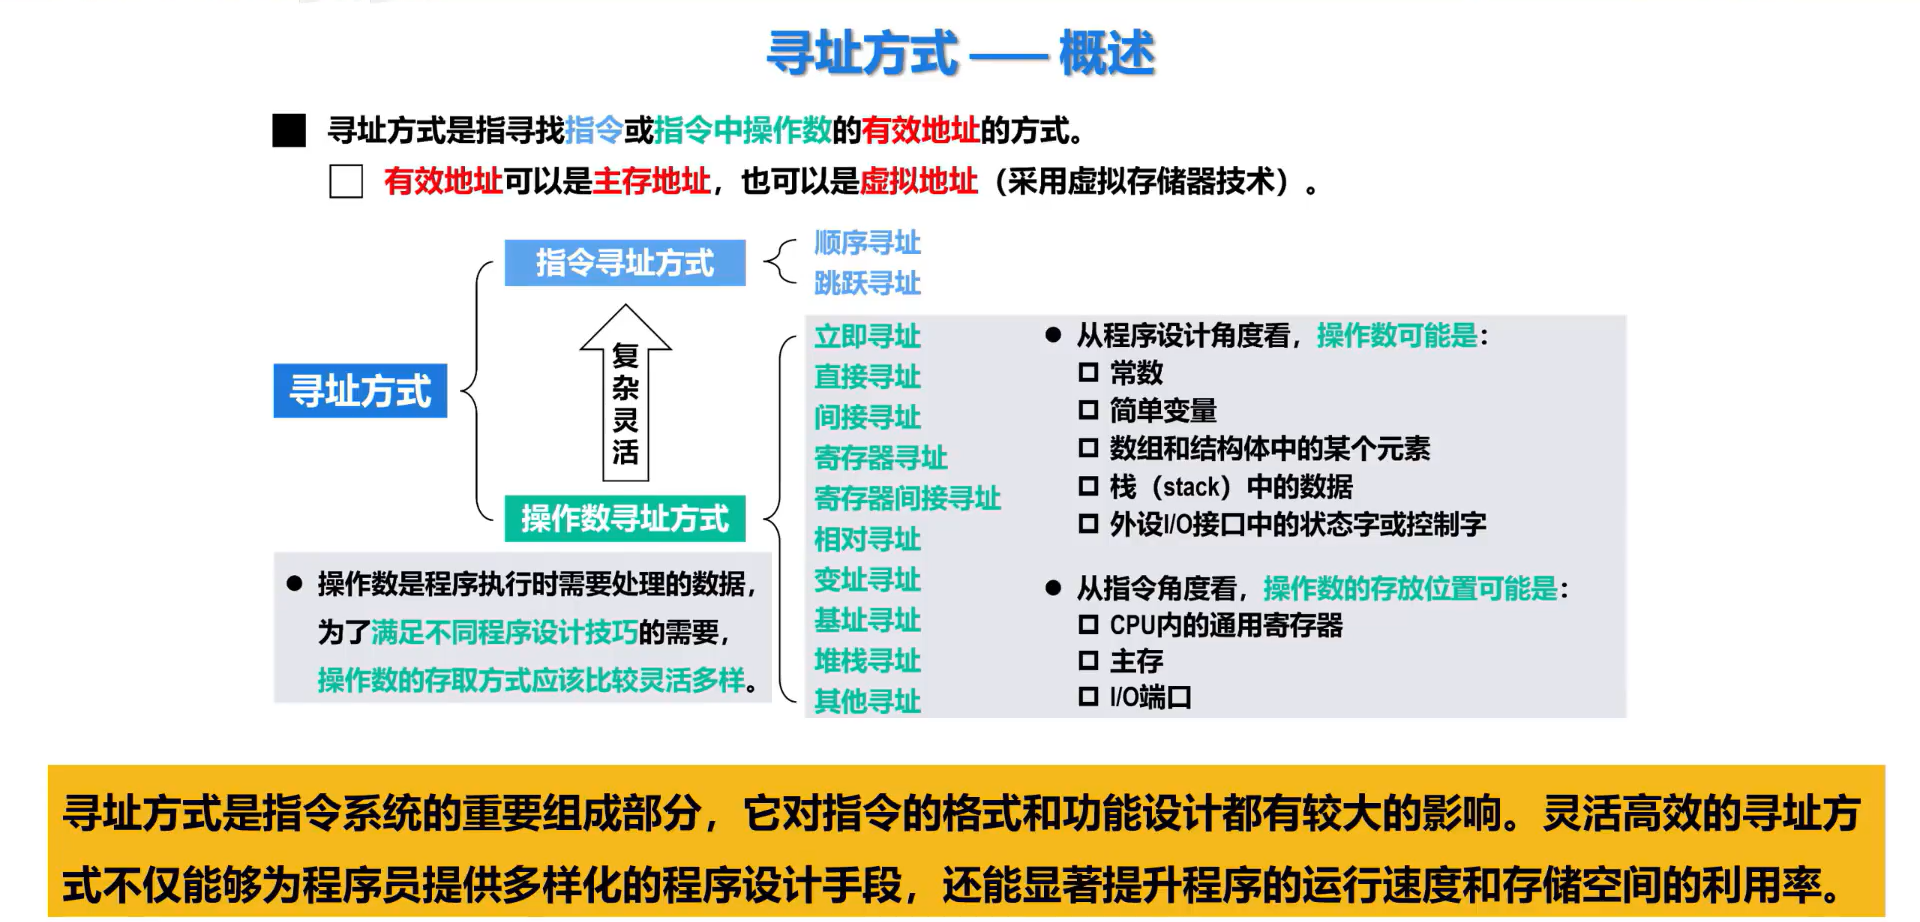 寻址方式 —— 概述
寻址方式是指寻找指令或指令中操作数的有效地址的方式。
有效地址可以是主存地址，也可以是虚拟地址（采用虚拟存储器技术）。
寻址方式
指令寻址方式
顺序寻址
跳跃寻址
复杂灵活
操作数寻址方式
操作数是程序执行时需要处理的数据，
为了满足不同程序设计技巧的需要，
操作数的存取方式应该比较灵活多样。
立即寻址
直接寻址
间接寻址
寄存器寻址
寄存器间接寻址
相对寻址
变址寻址
基址寻址
堆栈寻址
其他寻址
从程序设计角度看，操作数可能是：
常数
简单变量
数组和结构体中的某个元素
栈（stack）中的数据
外设I/O接口中的状态字或控制字
从指令角度看，操作数的存放位置可能是：
CPU内的通用寄存器
主存
I/O端口
寻址方式是指令系统的重要组成部分，它对指令的格式和功能设计都有较大的影响。灵活高效的寻址方
式不仅能够为程序员提供多样化的程序设计手段，还能显著提升程序的运行速度和存储空间的利用率。